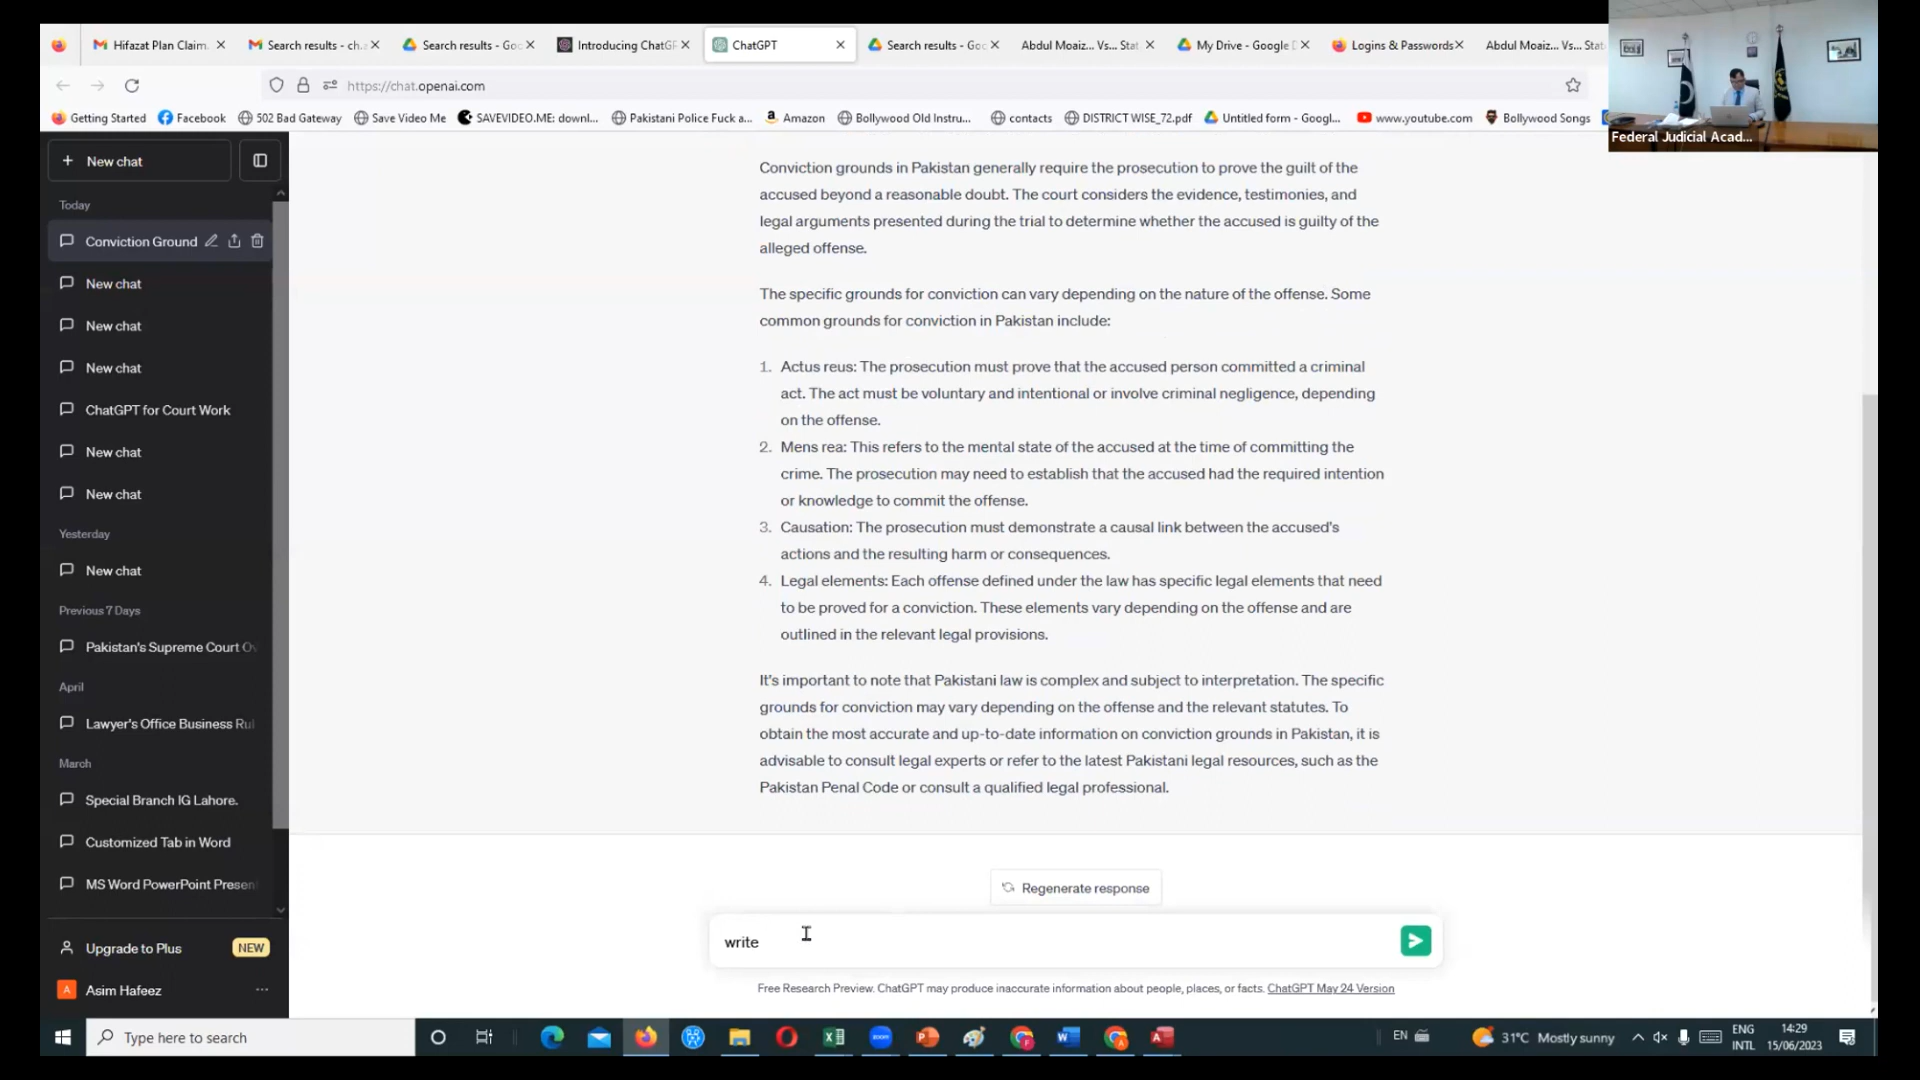 Hifazat Plan Claim.
Search results - ch
Search results - Goo
Introducing ChatGP
ChatGPT
Search results - Goo
Abdul Moaiz... Vs... Stat
My Drive - Google D
Logins & Passwords
Abdul Moaiz... Vs... Stat
https://chat.openai.com
Getting Started
Facebook
502 Bad Gateway
Save Video Me
SAVEVIDEO.ME: downl...
Pakistani Police Fuck a...
Amazon
Bollywood Old Instru...
contacts
DISTRICT WISE_72.pdf
Untitled form - Googl...
www.youtube.com
Bollywood Songs
Federal Judicial Acad...
+ New chat
Today
Conviction Ground
New chat
New chat
New chat
ChatGPT for Court Work
New chat
New chat
Yesterday
New chat
Previous 7 Days
Pakistan's Supreme Court Ov
April
Lawyer's Office Business Rul
March
Special Branch IG Lahore.
Customized Tab in Word
MS Word PowerPoint Presen
Upgrade to Plus
NEW
A
Asim Hafeez
...
Conviction grounds in Pakistan generally require the prosecution to prove the guilt of the
accused beyond a reasonable doubt. The court considers the evidence, testimonies, and
legal arguments presented during the trial to determine whether the accused is guilty of the
alleged offense.
The specific grounds for conviction can vary depending on the nature of the offense. Some
common grounds for conviction in Pakistan include:
1. Actus reus: The prosecution must prove that the accused person committed a criminal
act. The act must be voluntary and intentional or involve criminal negligence, depending
on the offense.
2. Mens rea: This refers to the mental state of the accused at the time of committing the
crime. The prosecution may need to establish that the accused had the required intention
or knowledge to commit the offense.
3. Causation: The prosecution must demonstrate a causal link between the accused's
actions and the resulting harm or consequences.
4. Legal elements: Each offense defined under the law has specific legal elements that need
to be proved for a conviction. These elements vary depending on the offense and are
outlined in the relevant legal provisions.
It's important to note that Pakistani law is complex and subject to interpretation. The specific
grounds for conviction may vary depending on the offense and the relevant statutes. To
obtain the most accurate and up-to-date information on conviction grounds in Pakistan, it is
advisable to consult legal experts or refer to the latest Pakistani legal resources, such as the
Pakistan Penal Code or consult a qualified legal professional.
Regenerate response
write
Free Research Preview. ChatGPT may produce inaccurate information about people, places, or facts. ChatGPT May 24 Version
Type here to search
zoom
EN
31°C Mostly sunny
ENG
INTL
14:29
15/06/2023